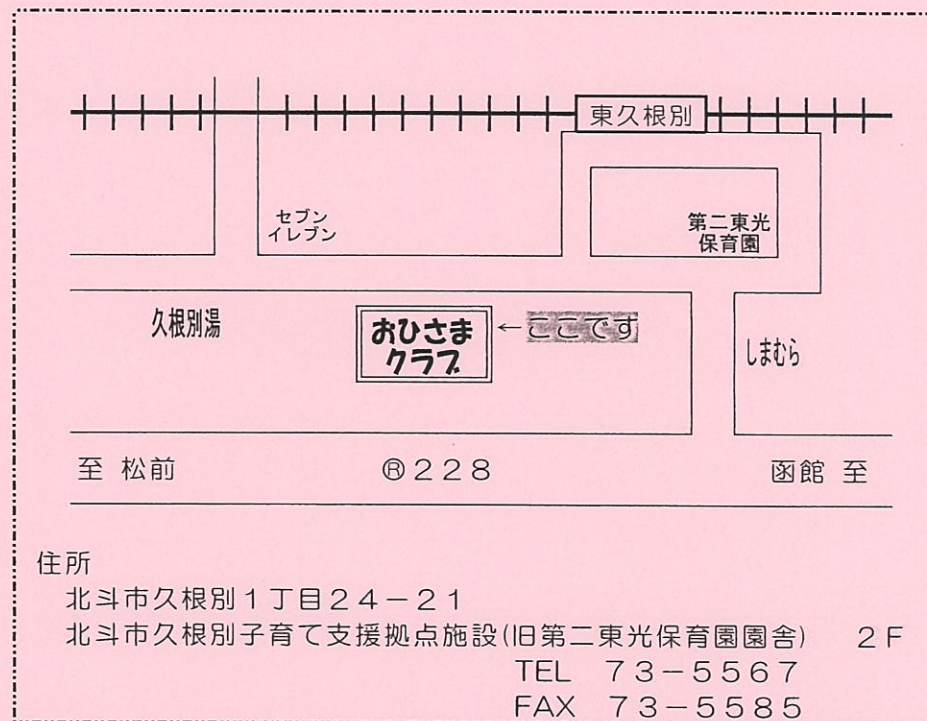 東久根別
セブン
イレブン
第二東光
保育園
久根別湯
おひさま
クラブ
←ここです
しまむら
至 松前
Ⓡ228
函館 至
住所
北斗市久根別1丁目24-21
北斗市久根別子育て支援拠点施設(旧第二東光保育園園舎) 2F
TEL 73-5567
FAX 73-5585